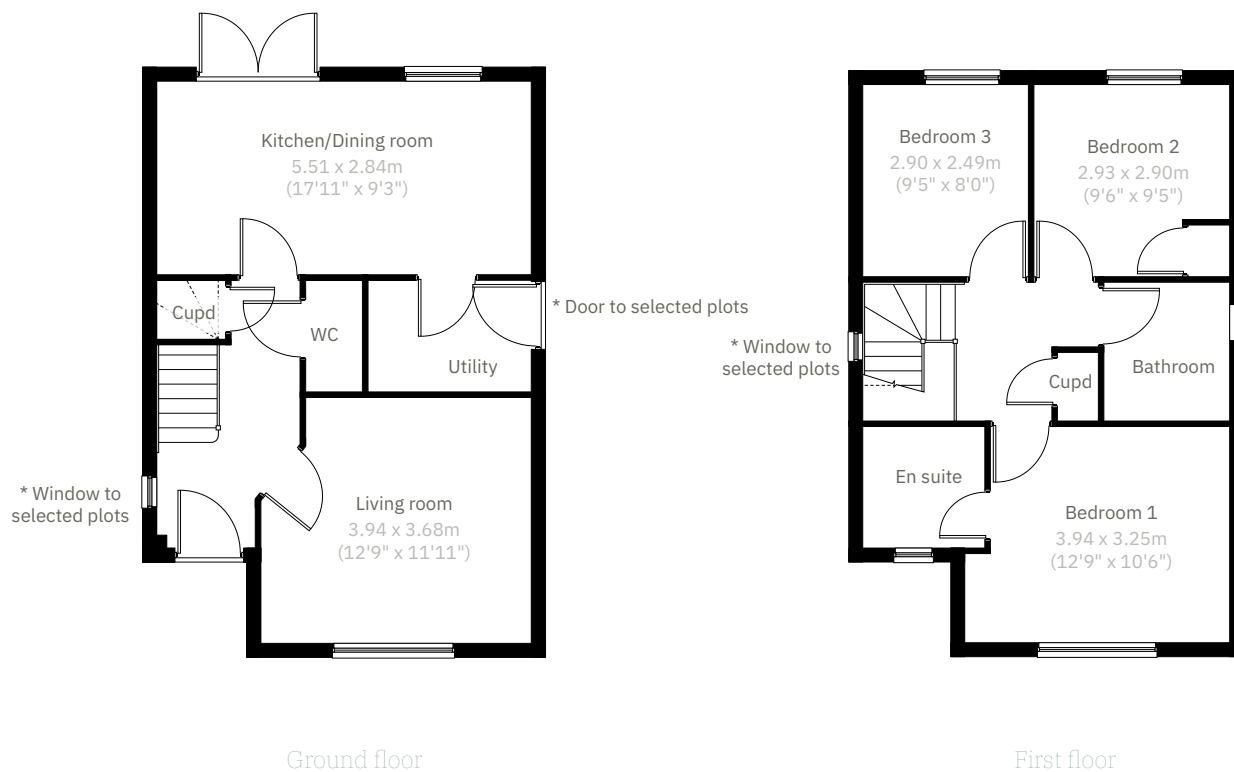 Kitchen/Dining room
5.51 x 2.84m
(17'11" x 9'3")
Cupd
WC
Utility
* Door to selected plots
* Window to
selected plots
Living room
3.94 x 3.68m
(12'9" x 11'11")
Ground floor
Bedroom 3
2.90 x 2.49m
(9'5" x 8'0")
Bedroom 2
2.93 x 2.90m
(9'6" x 9'5")
* Window to
selected plots
Cupd
Bathroom
En suite
Bedroom 1
3.94 x 3.25m
(12'9" x 10'6")
First floor